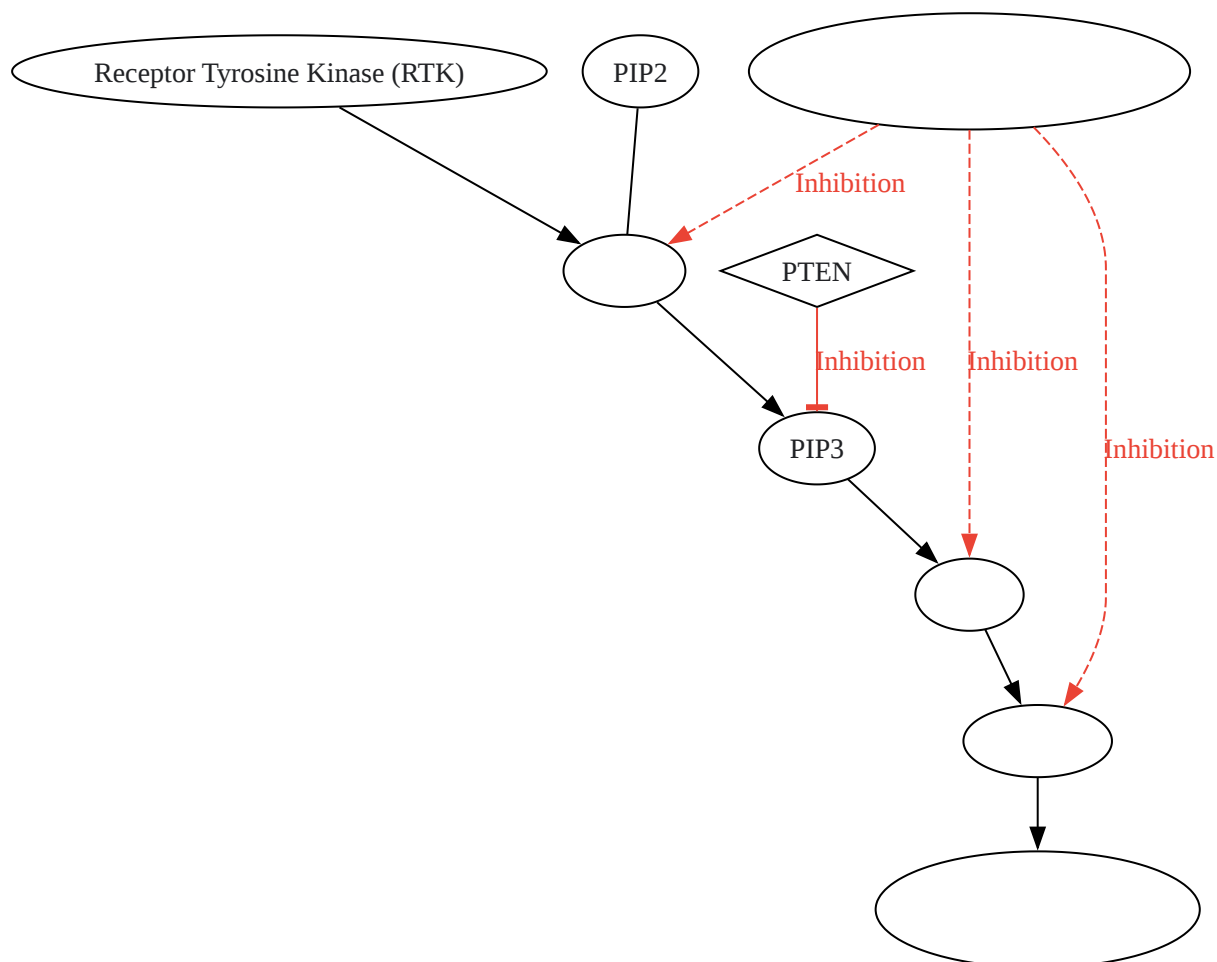 Receptor Tyrosine Kinase (RTK)
PIP2
Inhibition
PTEN
Inhibition
Inhibition
PIP3
Inhibition